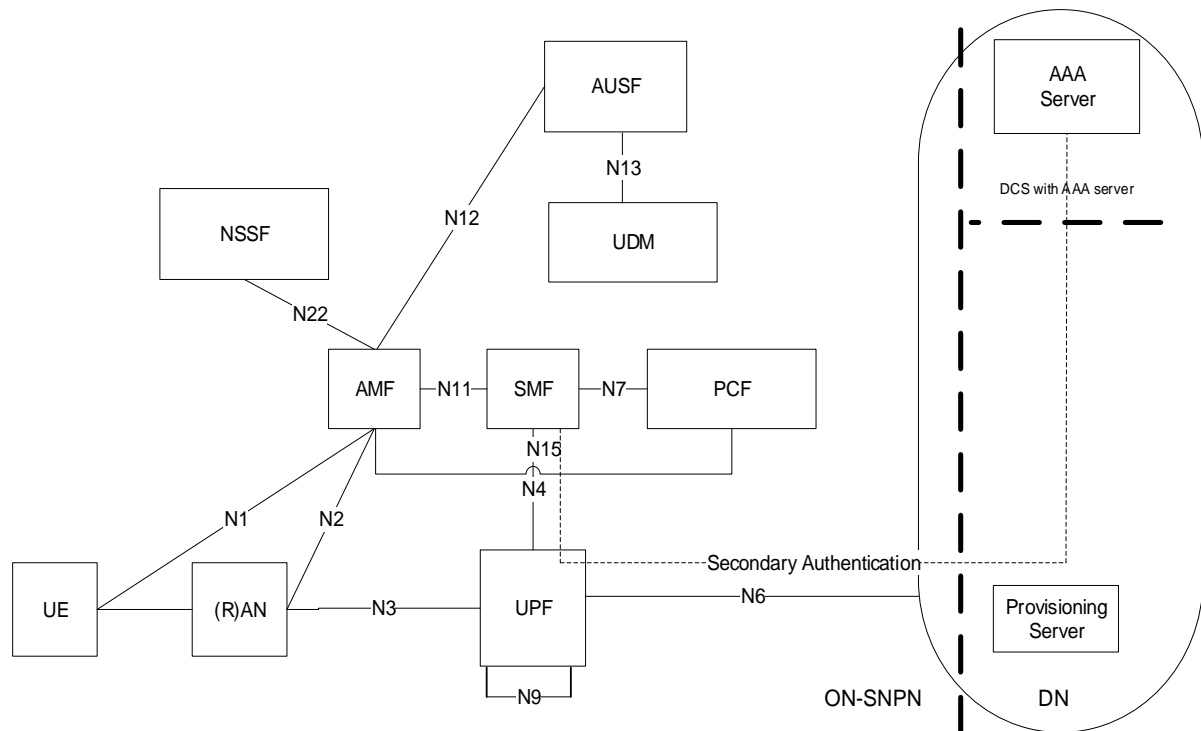 AUSF
AAA
Server
N13
DCS with AAA server
N12
NSSF
UDM
N22
AMF
N11
SMF
N7
PCF
N15
N4
N1
N2
Secondary Authentication
UE
(R)AN
N3
UPF
N6
Provisioning
Server
N9
ON-SNPN
DN